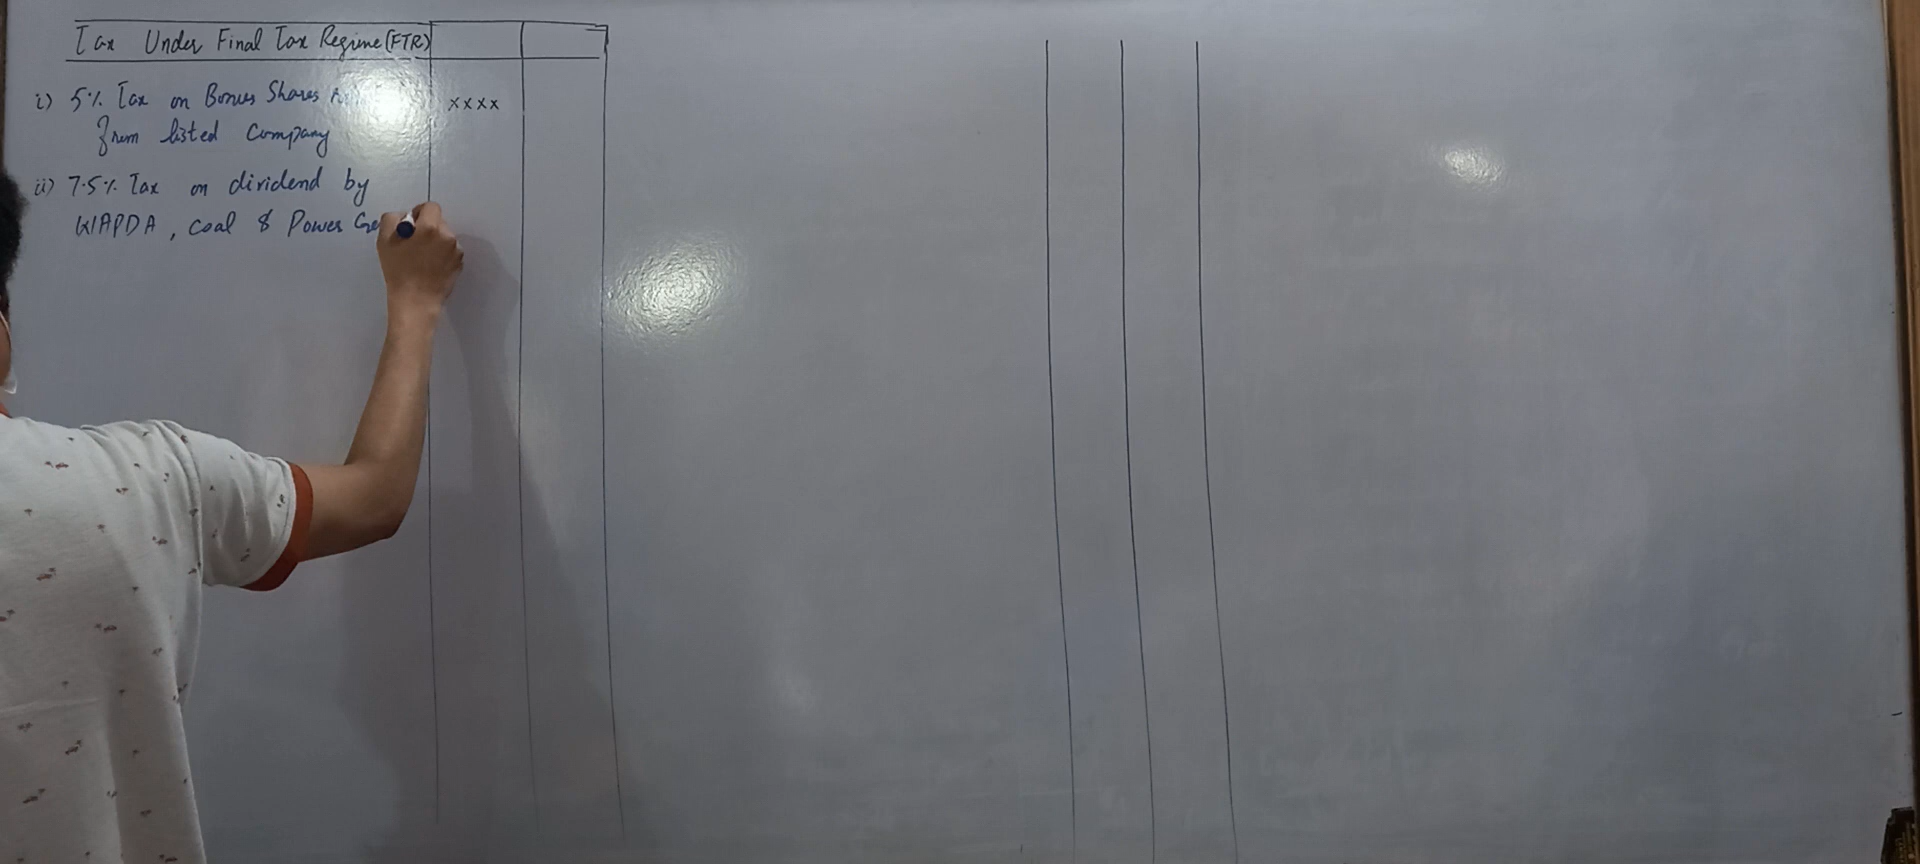 Tax Under Final Tax Regime (FTR)
i) 5% Tax on Bonus Shares
xxxx
from listed Company
ii) 7.5% Tax on dividend by
WAPDA, coal & Power